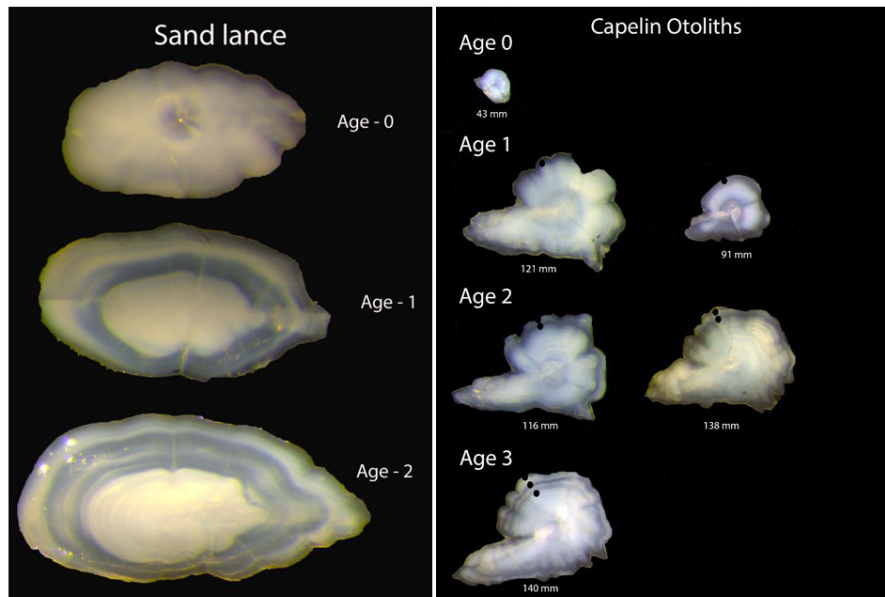 Sand lance
Age - 0
Age - 1
Age - 2
Capelin Otoliths
Age 0
43 mm
Age 1
121 mm
91 mm
Age 2
116 mm
138 mm
Age 3
140 mm